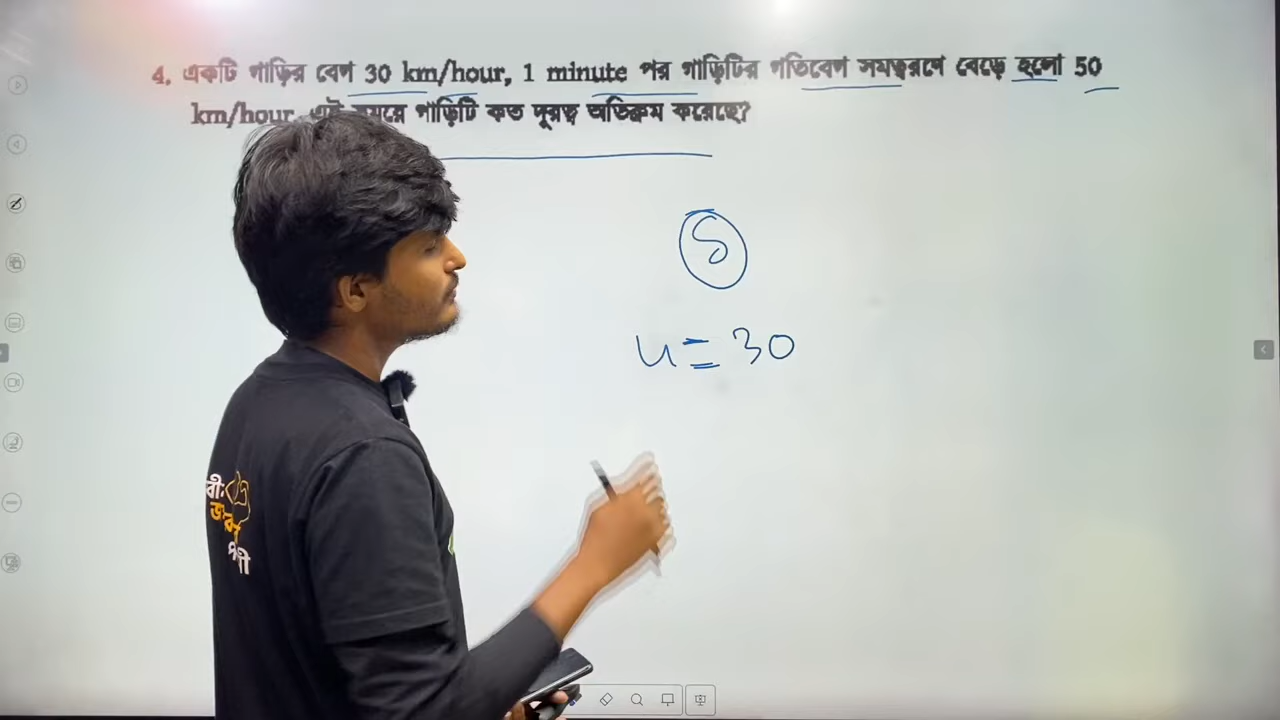 4. একটি গাড়ির বেগ 30 km/hour, 1 minute পর গাড়িটির গতিবেগ সমত্বরণে বেড়ে হলো 50
km/hour. এই সময়ে গাড়িটি কত দূরত্ব অতিক্রম করেছে?
S
u = 30